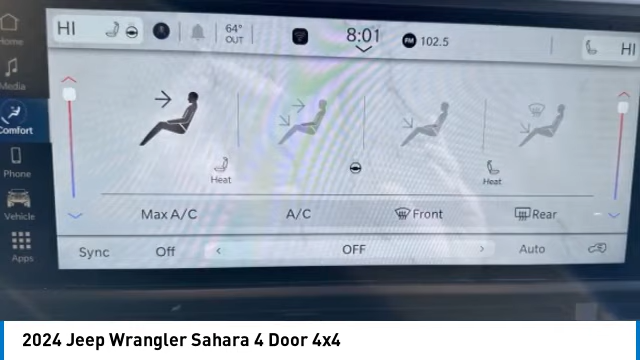 HI
64°
OUT
8:01
FM 102.5
HI
Home
Media
Comfort
Phone
Vehicle
Apps
Heat
Heat
Max A/C
A/C
Front
Rear
Sync
Off
<
OFF
>
Auto
2024 Jeep Wrangler Sahara 4 Door 4x4